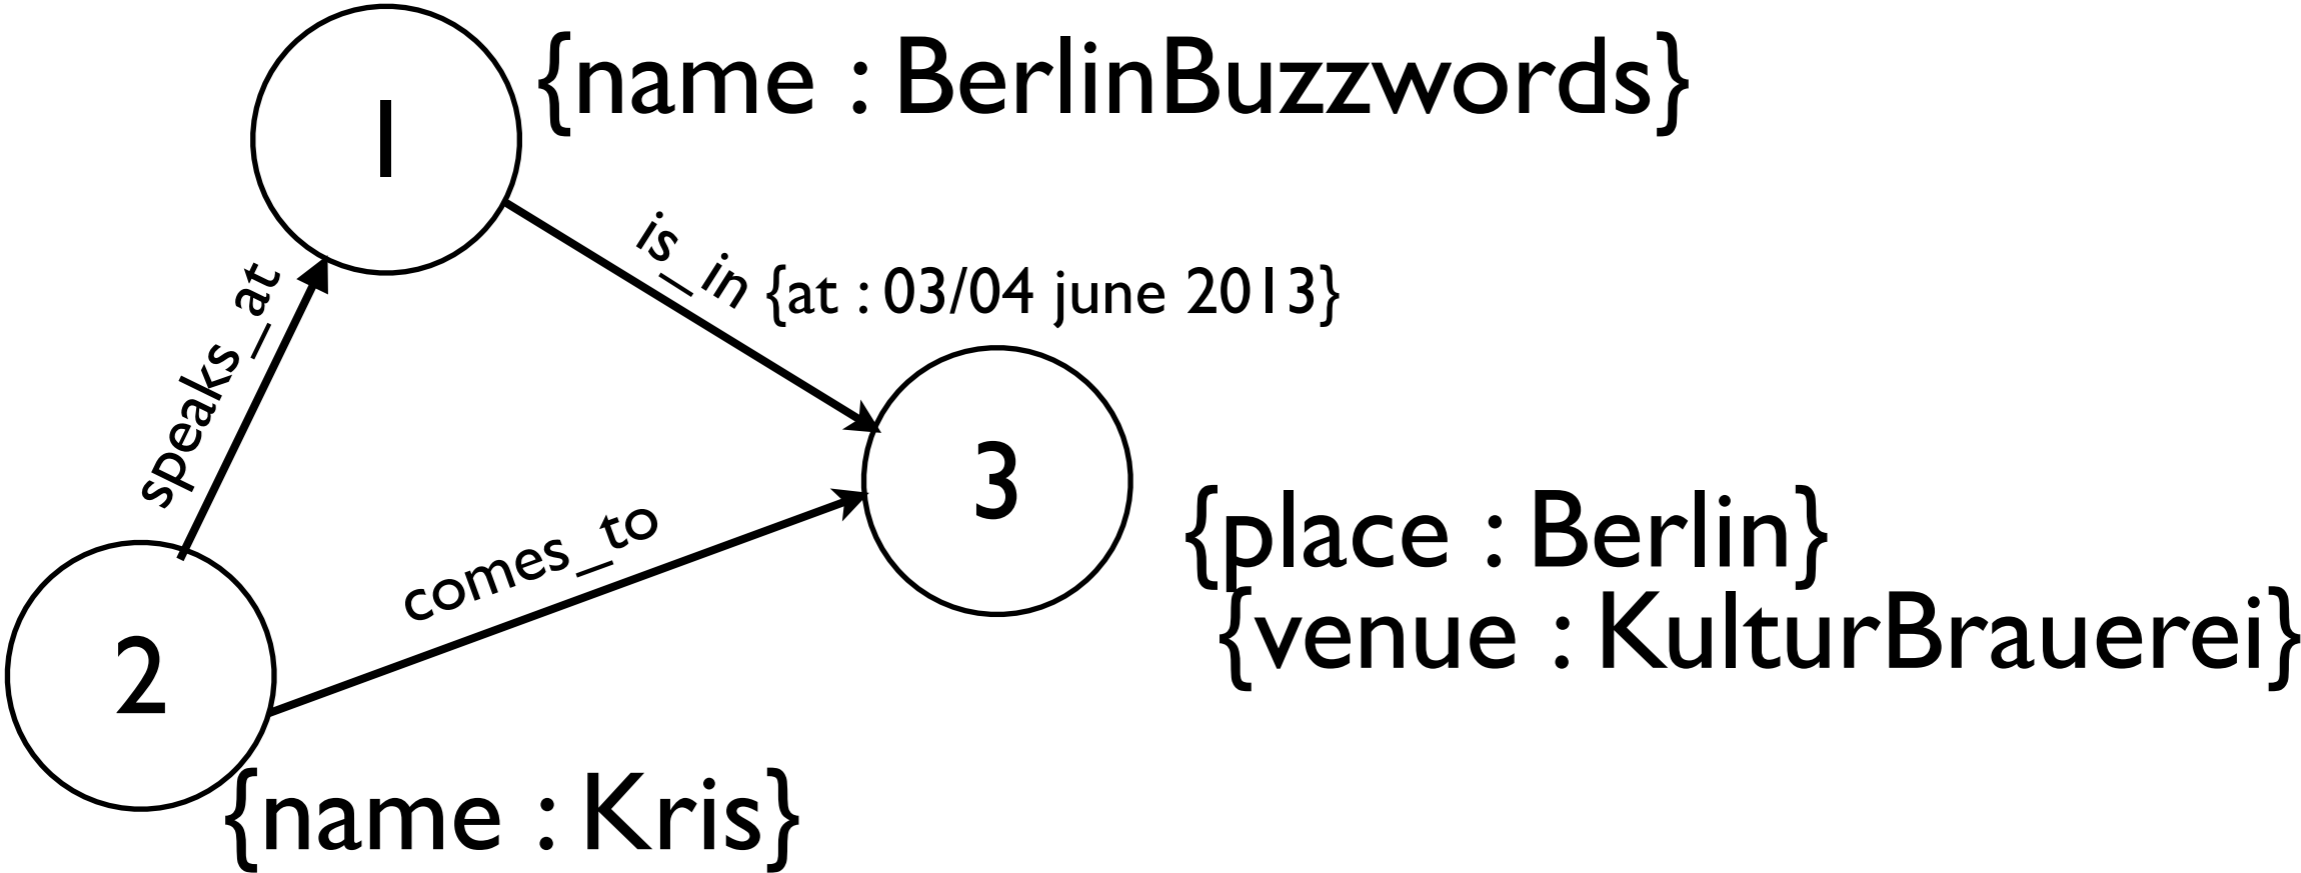 1
{name : BerlinBuzzwords}
is_in
{at : 03/04 june 2013}
speaks_at
3
{place : Berlin}
{venue : KulturBrauerei}
comes_to
2
{name : Kris}